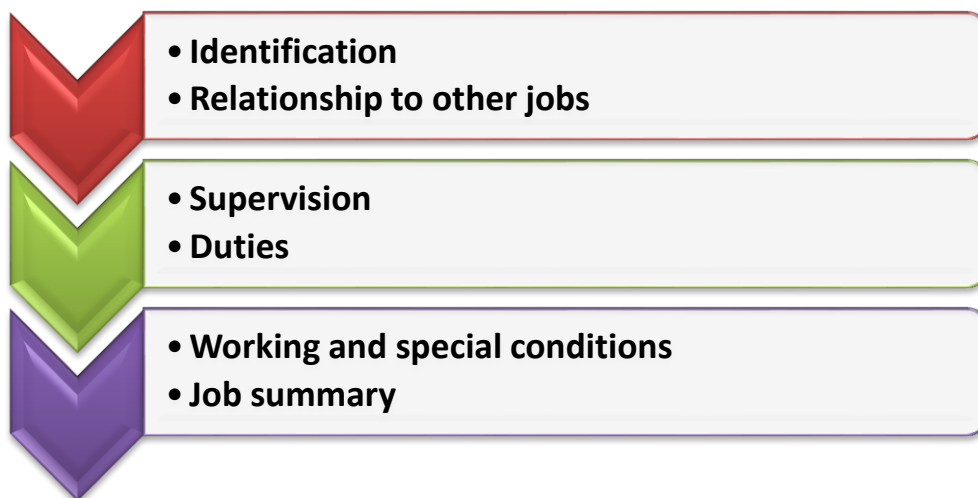 • Identification
• Relationship to other jobs
• Supervision
• Duties
• Working and special conditions
• Job summary